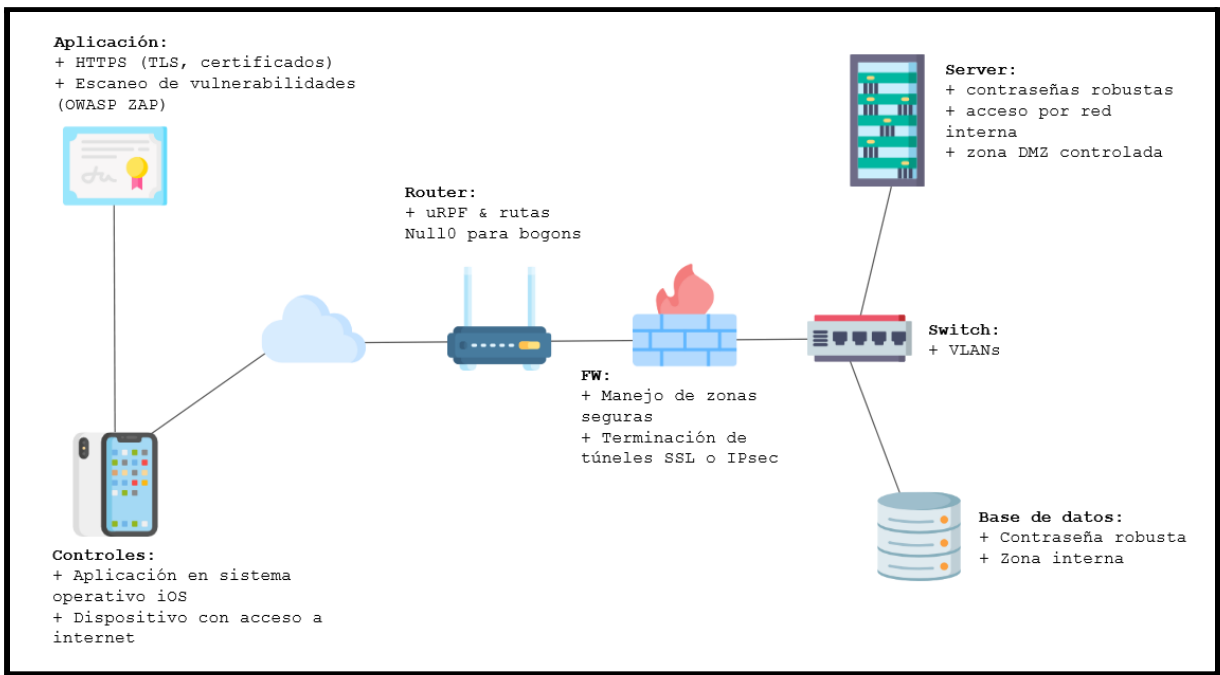 Aplicación:
+ HTTPS (TLS, certificados)
+ Escaneo de vulnerabilidades
(OWASP ZAP)
Server:
+ contraseñas robustas
+ acceso por red
interna
+ zona DMZ controlada
Router:
+ uRPF & rutas
Null0 para bogons
Switch:
+ VLANs
FW:
+ Manejo de zonas
seguras
+ Terminación de
túneles SSL o IPsec
Base de datos:
+ Contraseña robusta
+ Zona interna
Controles:
+ Aplicación en sistema
operativo iOS
+ Dispositivo con acceso a
internet